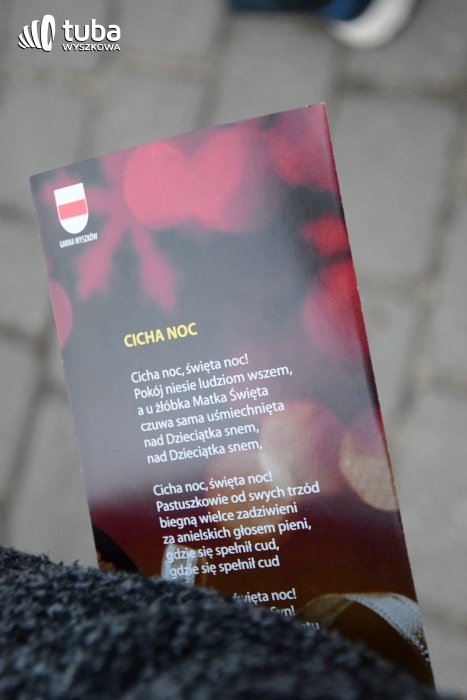 tuba
WYSZKOWA
GMINA WYSZKÓW
CICHA NOC
Cicha noc, święta noc!
Pokój niesie ludziom wszem,
a u żłóbka Matka Święta
czuwa sama uśmiechnięta
nad Dzieciątka snem,
nad Dzieciątka snem,
Cicha noc, święta noc!
Pastuszkowie od swych trzód
biegną wielce zadziwieni
za anielskich głosem pieni,
gdzie się spełnił cud,
gdzie się spełnił cud
święta noc!